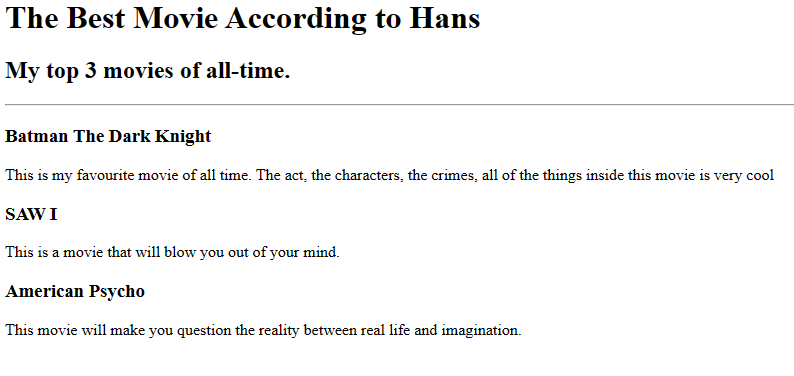 The Best Movie According to Hans
My top 3 movies of all-time.
Batman The Dark Knight
This is my favourite movie of all time. The act, the characters, the crimes, all of the things inside this movie is very cool
SAW I
This is a movie that will blow you out of your mind.
American Psycho
This movie will make you question the reality between real life and imagination.